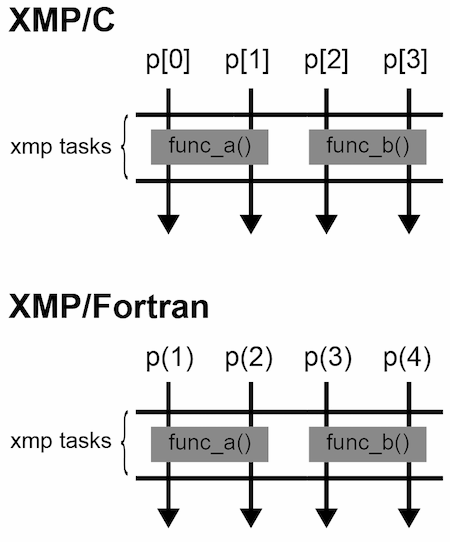 XMP/C
p[0] p[1] p[2] p[3]
xmp tasks func_a() func_b()
XMP/Fortran
p(1) p(2) p(3) p(4)
xmp tasks func_a() func_b()